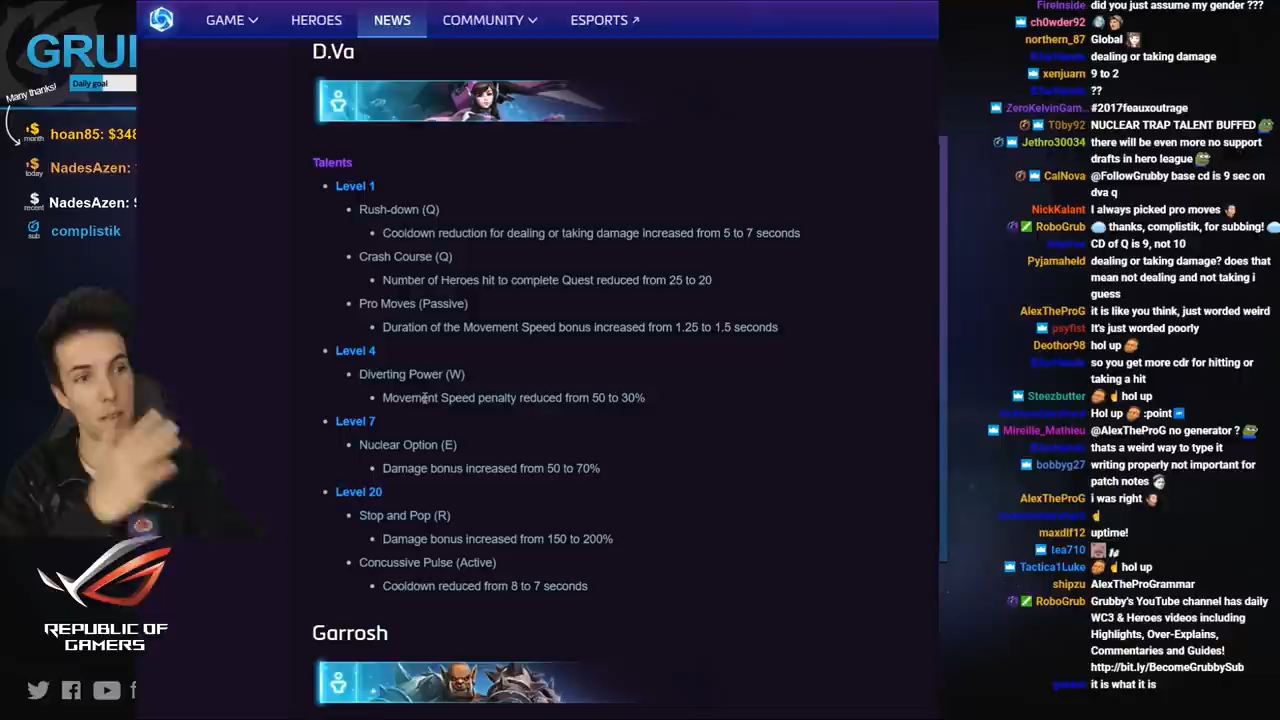 GAME
HEROES
NEWS
COMMUNITY
ESPORTS
GRU
Daily goal
Many thanks!
$ month hoan85: $348
$ today NadesAzen:
$ recent NadesAzen: $
sub complistik
REPUBLIC OF
GAMERS
D.Va
Talents
Level 1
Rush-down (Q)
Cooldown reduction for dealing or taking damage increased from 5 to 7 seconds
Crash Course (Q)
Number of Heroes hit to complete Quest reduced from 25 to 20
Pro Moves (Passive)
Duration of the Movement Speed bonus increased from 1.25 to 1.5 seconds
Level 4
Diverting Power (W)
Movement Speed penalty reduced from 50 to 30%
Level 7
Nuclear Option (E)
Damage bonus increased from 50 to 70%
Level 20
Stop and Pop (R)
Damage bonus increased from 150 to 200%
Concussive Pulse (Active)
Cooldown reduced from 8 to 7 seconds
Garrosh
FireInside did you just assume my gender ???
ch0wder92
northern_87 Global
dealing or taking damage
xenjuarn 9 to 2
??
ZeroKelvinGam... #2017feauxoutrage
T0by92 NUCLEAR TRAP TALENT BUFFED
Jethro30034 there will be even more no support
drafts in hero league
CalNova @FollowGrubby base cd is 9 sec on
dva q
NickKalant I always picked pro moves
RoboGrub thanks, complistik, for subbing!
CD of Q is 9, not 10
Pyjamaheld dealing or taking damage? does that
mean not dealing and not taking i
guess
AlexTheProG it is like you think, just worded weird
psyfist It's just worded poorly
Deothor98 hol up
so you get more cdr for hitting or
taking a hit
Steezbutter hol up
Hol up :point
Mireille_Mathieu @AlexTheProG no generator ?
thats a weird way to type it
bobbyg27 writing properly not important for
patch notes
AlexTheProG i was right
maxdlf12 uptime!
tea710
Tactica1Luke hol up
shipzu AlexTheProGrammar
RoboGrub Grubby's YouTube channel has daily
WC3 & Heroes videos including
Highlights, Over-Explains,
Commentaries and Guides!
http://bit.ly/BecomeGrubbySub
it is what it is